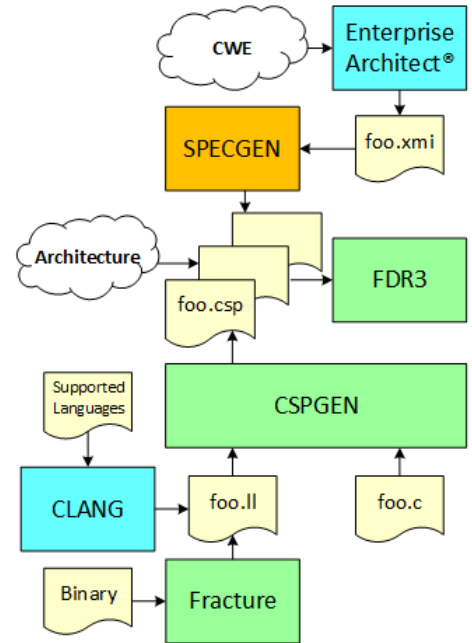 CWE
Enterprise
Architect®
SPECGEN
foo.xmi
Architecture
foo.csp
FDR3
Supported
Languages
CSPGEN
CLANG
foo.ll
foo.c
Binary
Fracture